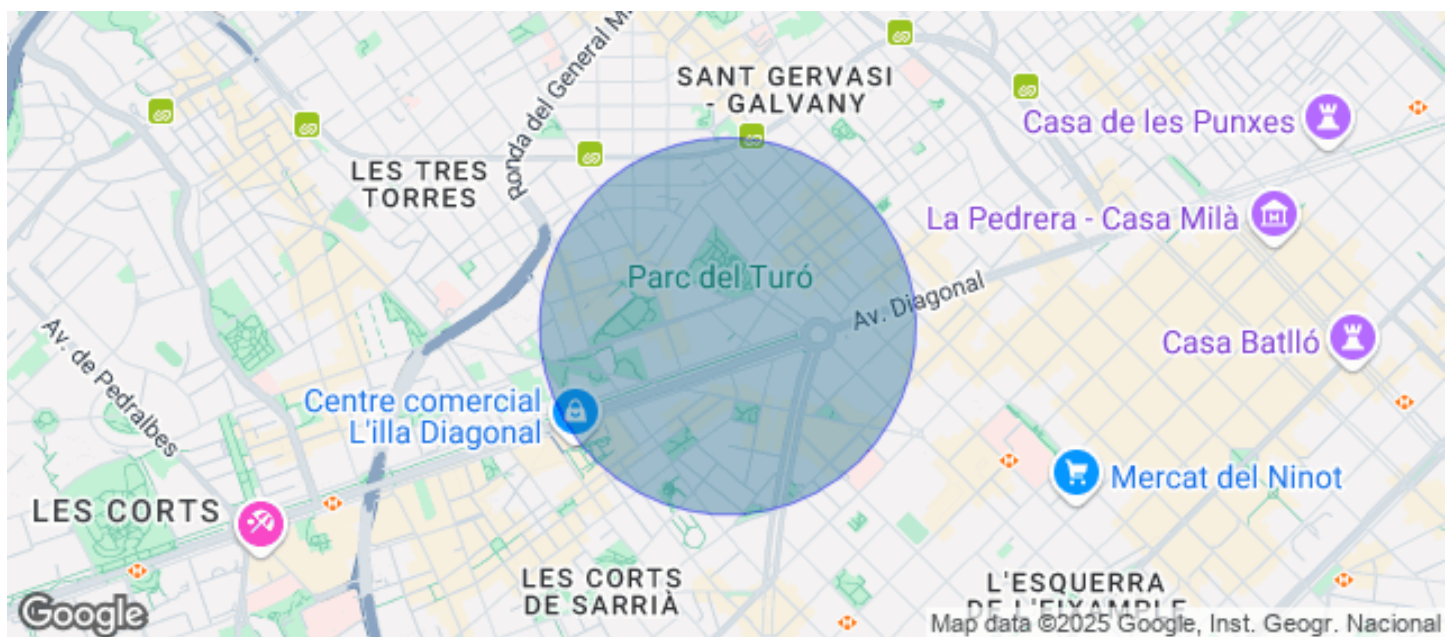 SANT GERVASI
- GALVANY
Ronda del General M
Casa de les Punxes
LES TRES
TORRES
La Pedrera - Casa Milà
Parc del Turó
Av. Diagonal
Av. de Pedralbes
Casa Batlló
Centre comercial
L'illa Diagonal
Mercat del Ninot
LES CORTS
LES CORTS
DE SARRIÀ
L'ESQUERRA
DE L'EIXAMPLE
Google
Map data ©2025 Google, Inst. Geogr. Nacional